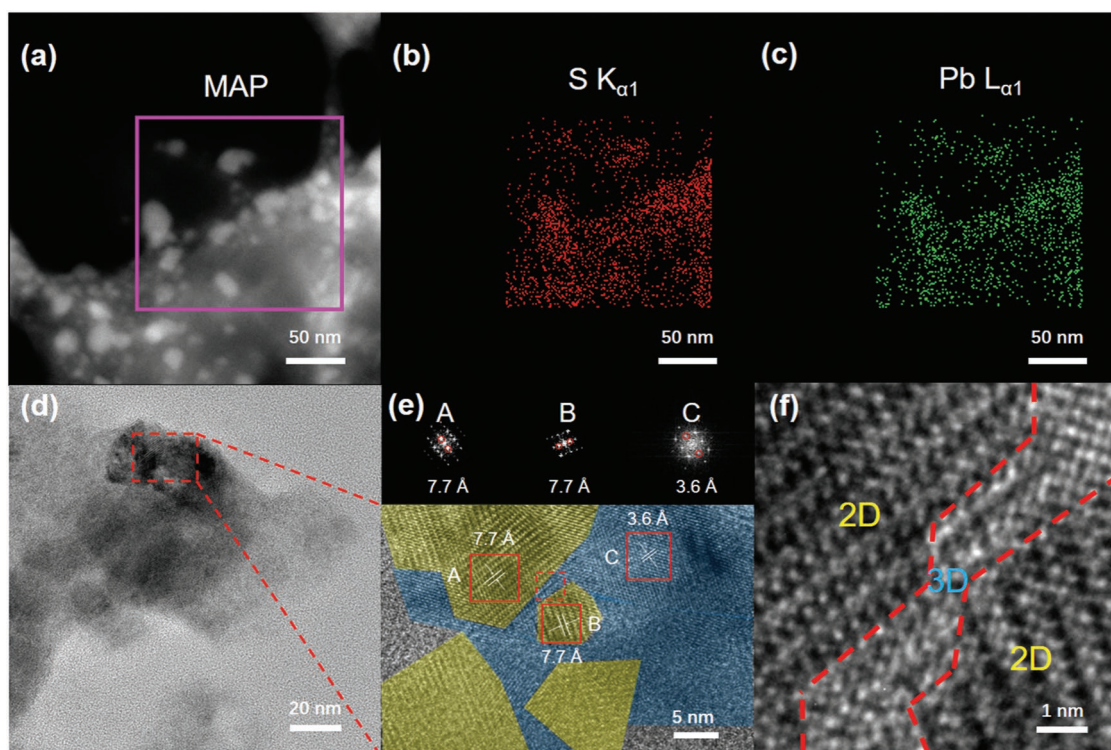 (a)
MAP
50 nm
(b)
S Kα1
50 nm
(c)
Pb Lα1
50 nm
(d)
20 nm
(e)
A B C
7.7 Å 7.7 Å 3.6 Å
7.7 Å
A
3.6 Å
C
B
7.7 Å
5 nm
(f)
2D
3D
2D
1 nm